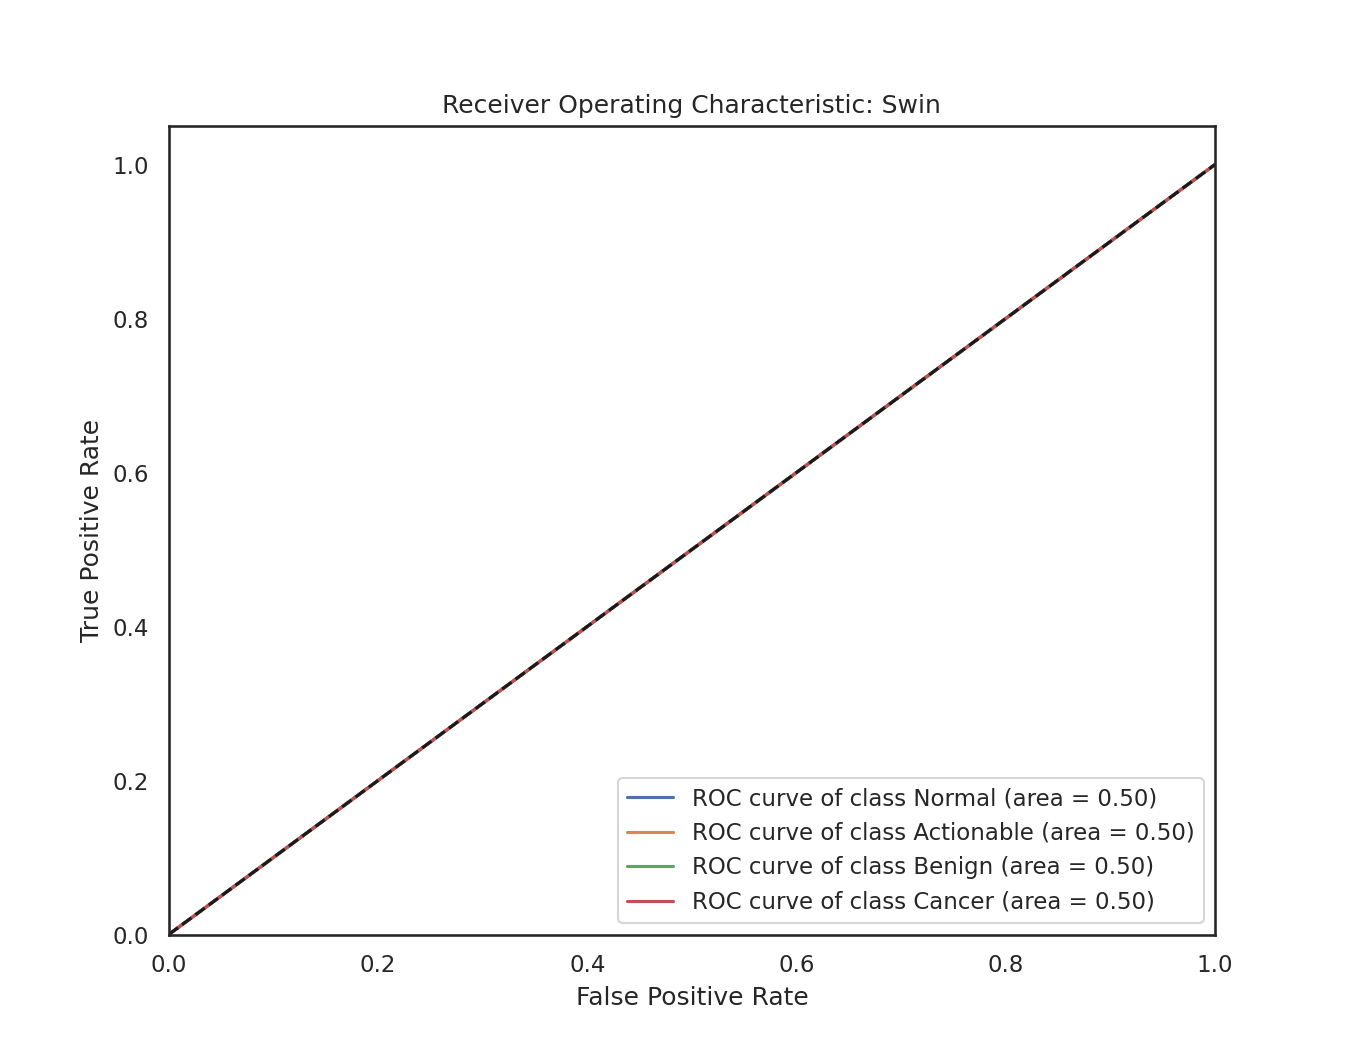 Receiver Operating Characteristic: Swin
1.0
0.8
0.6
0.4
0.2
0.0
True Positive Rate
ROC curve of class Normal (area = 0.50)
ROC curve of class Actionable (area = 0.50)
ROC curve of class Benign (area = 0.50)
ROC curve of class Cancer (area = 0.50)
0.0 0.2 0.4 0.6 0.8 1.0
False Positive Rate